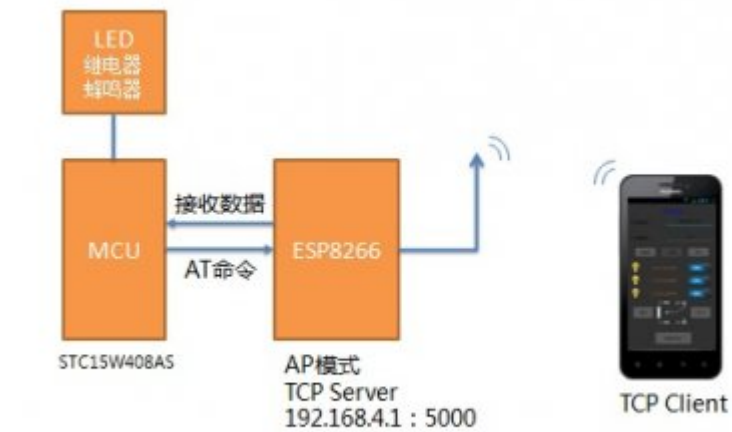 LED
继电器
蜂鸣器
接收数据
MCU
ESP8266
AT命令
STC15W408AS
AP模式
TCP Server
192.168.4.1：5000
TCP Client